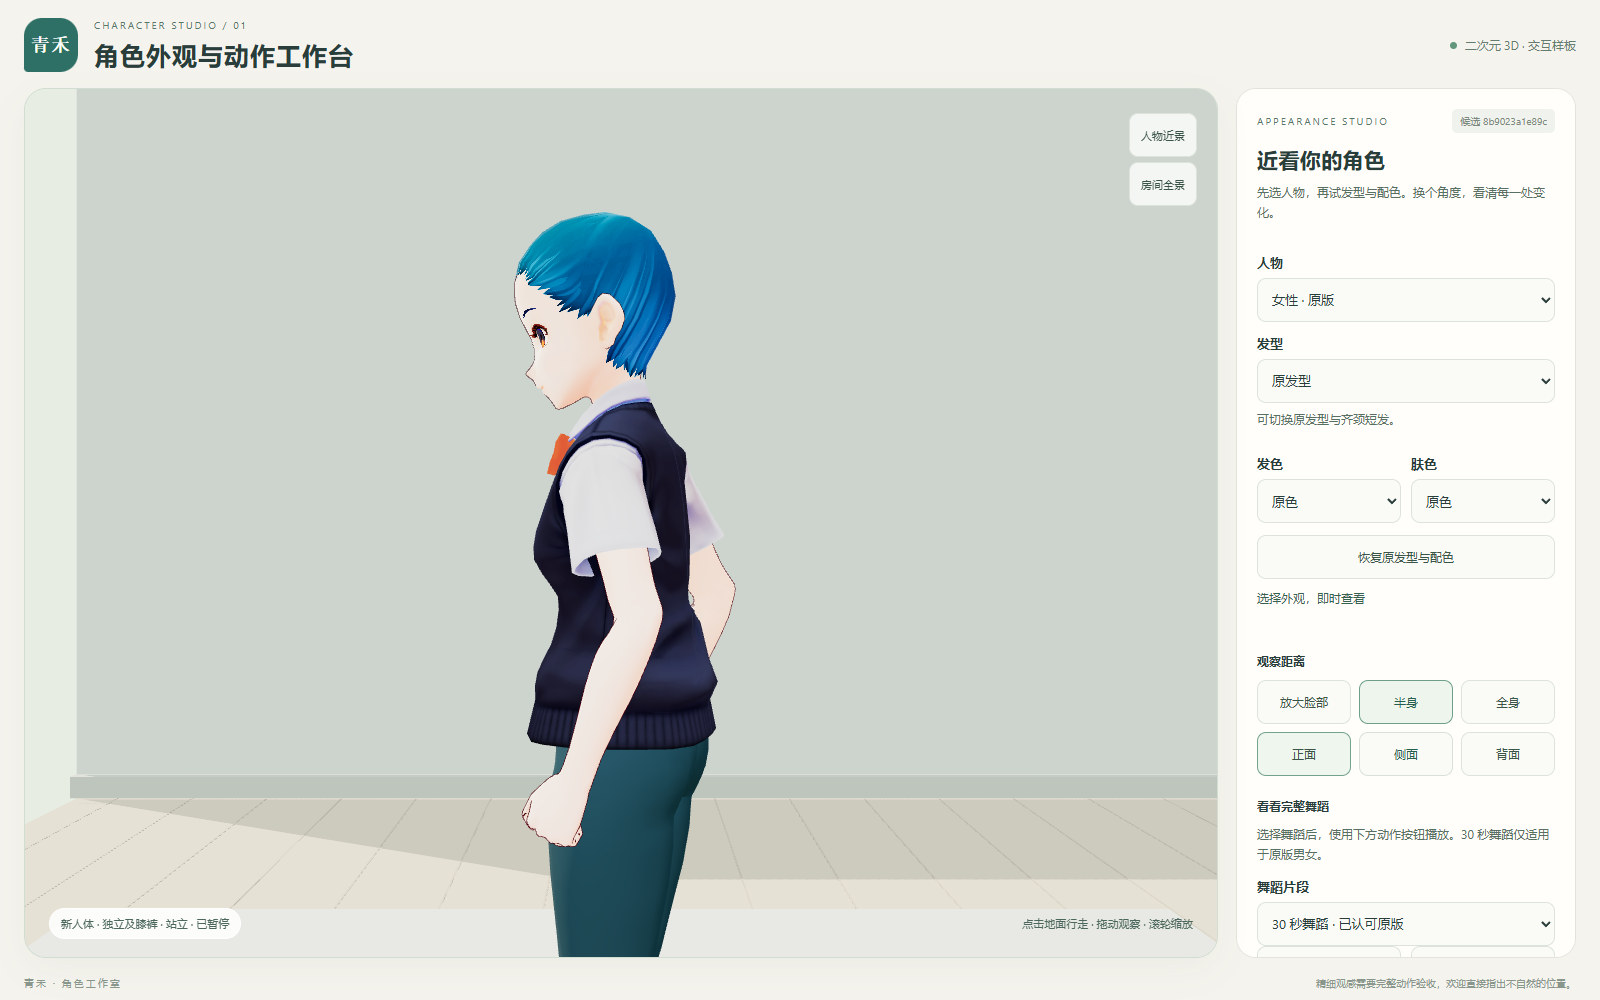 青禾
CHARACTER STUDIO / 01
角色外观与动作工作台
二次元 3D · 交互样板
人物近景
房间全景
新人体 · 独立及膝裤 · 站立 · 已暂停
点击地面行走 · 拖动观察 · 滚轮缩放
APPEARANCE STUDIO
候选 8b9023a1e89c
近看你的角色
先选人物，再试发型与配色。换个角度，看清每一处变
化。
人物
女性 · 原版
发型
原发型
可切换原发型与齐颈短发。
发色
肤色
原色
原色
恢复原发型与配色
选择外观，即时查看
观察距离
放大脸部
半身
全身
正面
侧面
背面
看看完整舞蹈
选择舞蹈后，使用下方动作按钮播放。30 秒舞蹈仅适用
于原版男女。
舞蹈片段
30 秒舞蹈 · 已认可原版
青禾 · 角色工作室
精细观感需要完整动作验收，欢迎直接指出不自然的位置。